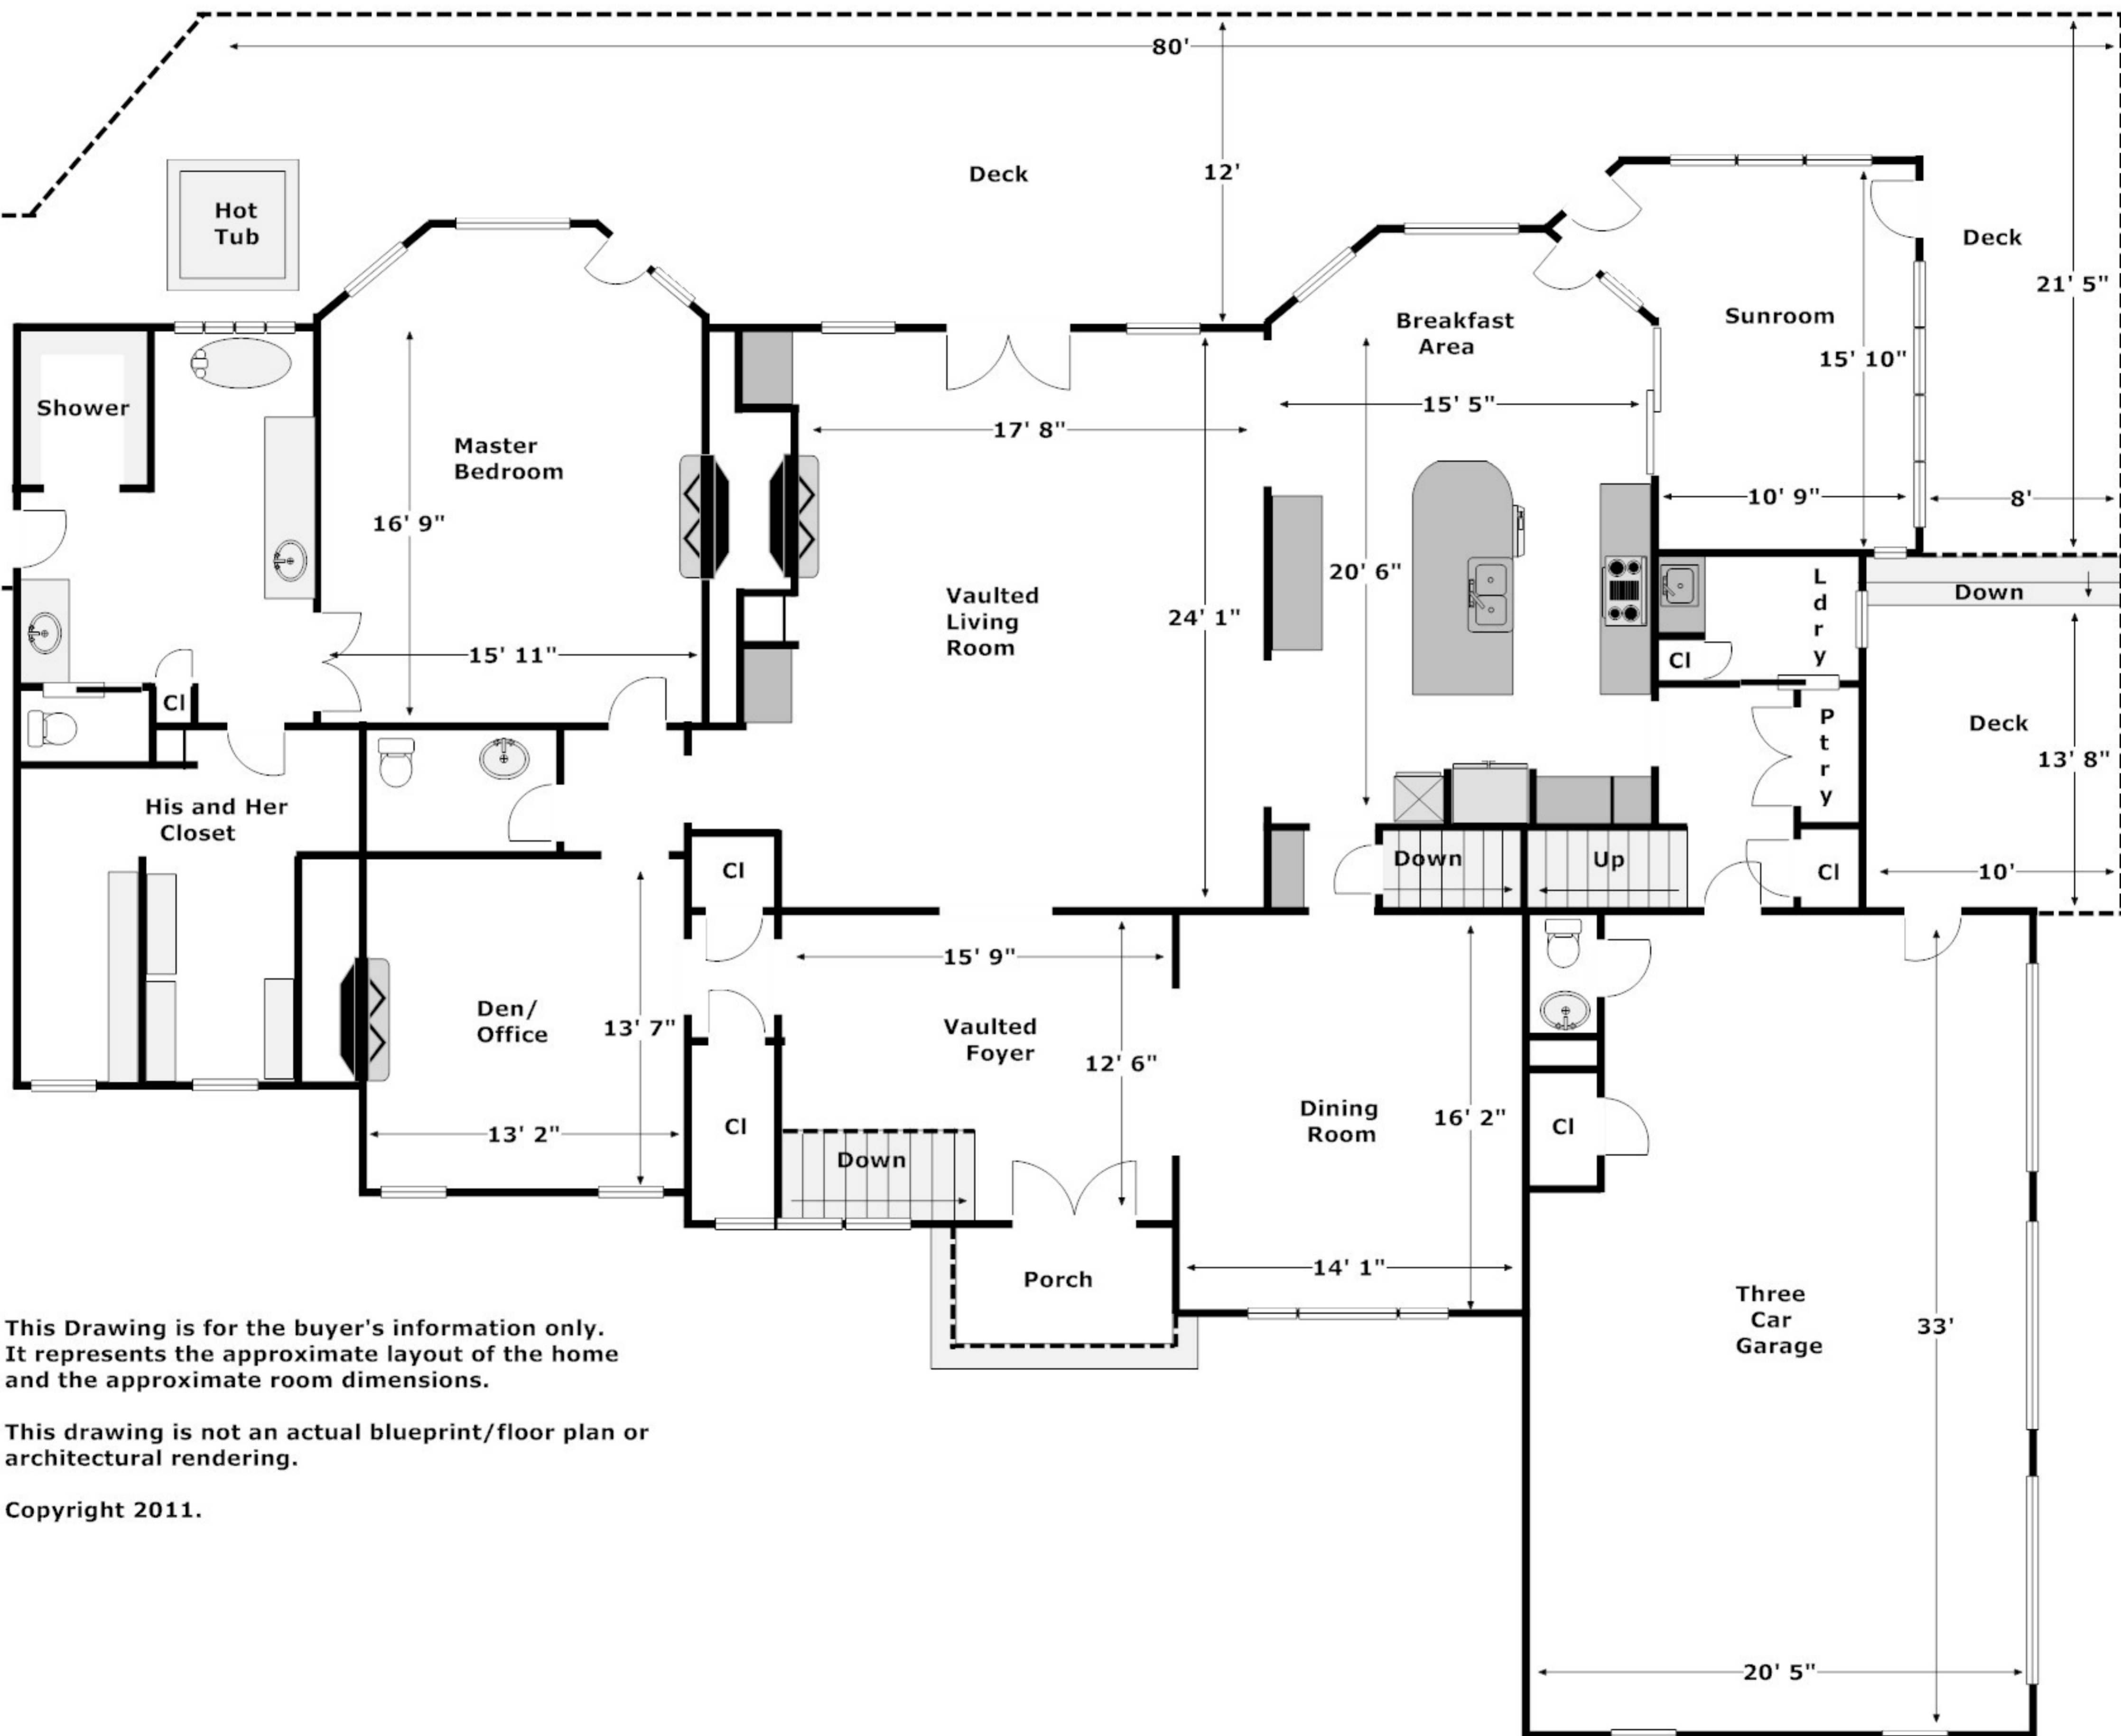 80'
12'
Deck
Hot
Tub
Deck
21' 5"
Breakfast
Area
Sunroom
15' 10"
Shower
15' 5"
17' 8"
Master
Bedroom
10' 9"
8'
16' 9"
20' 6"
Vaulted
Living
Room
24' 1"
L
d
r
y
Down
15' 11"
Cl
Cl
P
t
r
y
Deck
13' 8"
His and Her
Closet
Cl
Down
Up
Cl
10'
15' 9"
Den/
Office
13' 7"
Vaulted
Foyer
12' 6"
Dining
Room
16' 2"
13' 2"
Cl
Cl
Down
14' 1"
Porch
Three
Car
Garage
33'
This Drawing is for the buyer's information only.
It represents the approximate layout of the home
and the approximate room dimensions.
This drawing is not an actual blueprint/floor plan or
architectural rendering.
Copyright 2011.
20' 5"